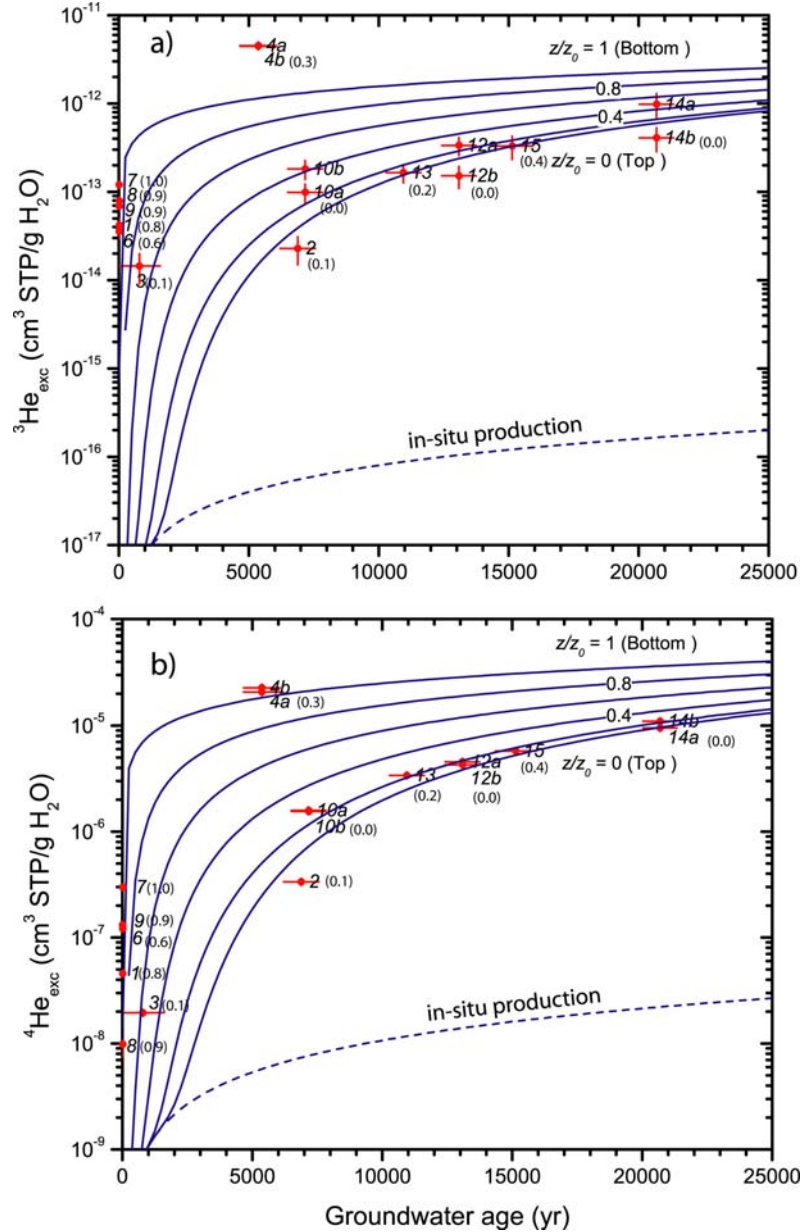 a)
10⁻¹¹
10⁻¹²
10⁻¹³
10⁻¹⁴
10⁻¹⁵
10⁻¹⁶
10⁻¹⁷
³He_exc (cm³ STP/g H₂O)
4a
4b (0.3)
z/z₀ = 1 (Bottom )
0.8
14a
0.4
14b (0.0)
12a
15
(0.4)
z/z₀ = 0 (Top )
7 (1.0)
8 (0.9)
9 (0.9)
1 (0.8)
6 (0.6)
3 (0.1)
10b
10a
(0.0)
13
(0.2)
12b
(0.0)
2
(0.1)
in-situ production
0
5000
10000
15000
20000
25000
b)
10⁻⁴
10⁻⁵
10⁻⁶
10⁻⁷
10⁻⁸
10⁻⁹
⁴He_exc (cm³ STP/g H₂O)
z/z₀ = 1 (Bottom )
4b
4a (0.3)
0.8
0.4
14b
14a (0.0)
12a
15
(0.4)
z/z₀ = 0 (Top )
13
(0.2)
12b
(0.0)
10a
10b (0.0)
2 (0.1)
7 (1.0)
9 (0.9)
6 (0.6)
1 (0.8)
3 (0.1)
8 (0.9)
in-situ production
0
5000
10000
15000
20000
25000
Groundwater age (yr)